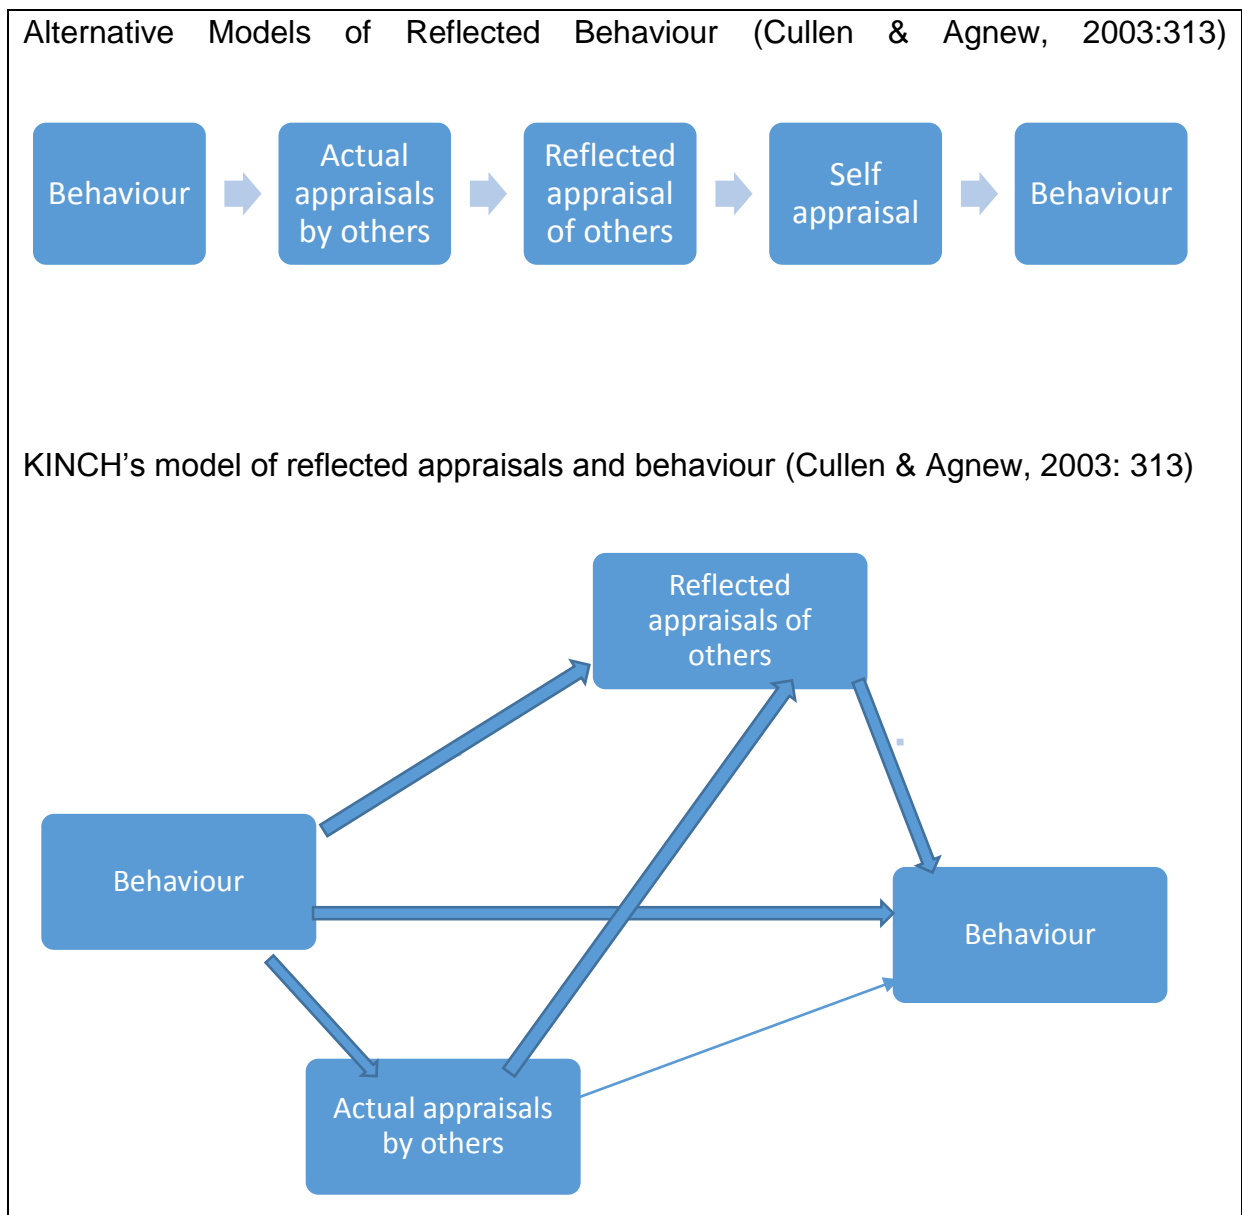 Alternative Models of Reflected Behaviour (Cullen & Agnew, 2003:313)
Behaviour
Actual
appraisals
by others
Reflected
appraisal
of others
Self
appraisal
Behaviour
KINCH’s model of reflected appraisals and behaviour (Cullen & Agnew, 2003: 313)
Reflected
appraisals of
others
Behaviour
Behaviour
Actual appraisals
by others